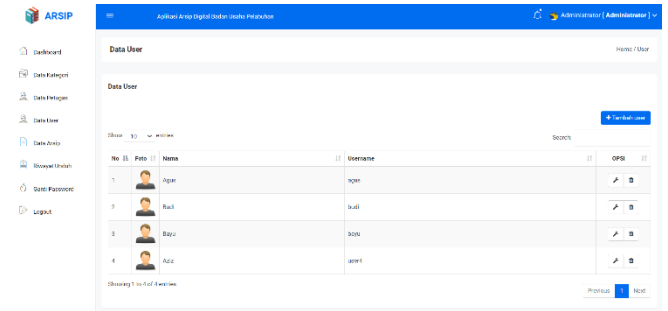 ARSIP
Aplikasi Arsip Digital Badan Usaha Pelabuhan
Administrator [ Administrator ]
Dashboard
Data Kategori
Data Petugas
Data User
Data Arsip
Riwayat Unduh
Ganti Password
Logout
Data User
Home / User
Data User
+ Tambah user
Show 10 entries
Search:
No Foto Nama Username OPSI
1 Agus agus
2 Budi budi
3 Bayu bayu
4 Aziz
Showing 1 to 4 of 4 entries
Previous 1 Next